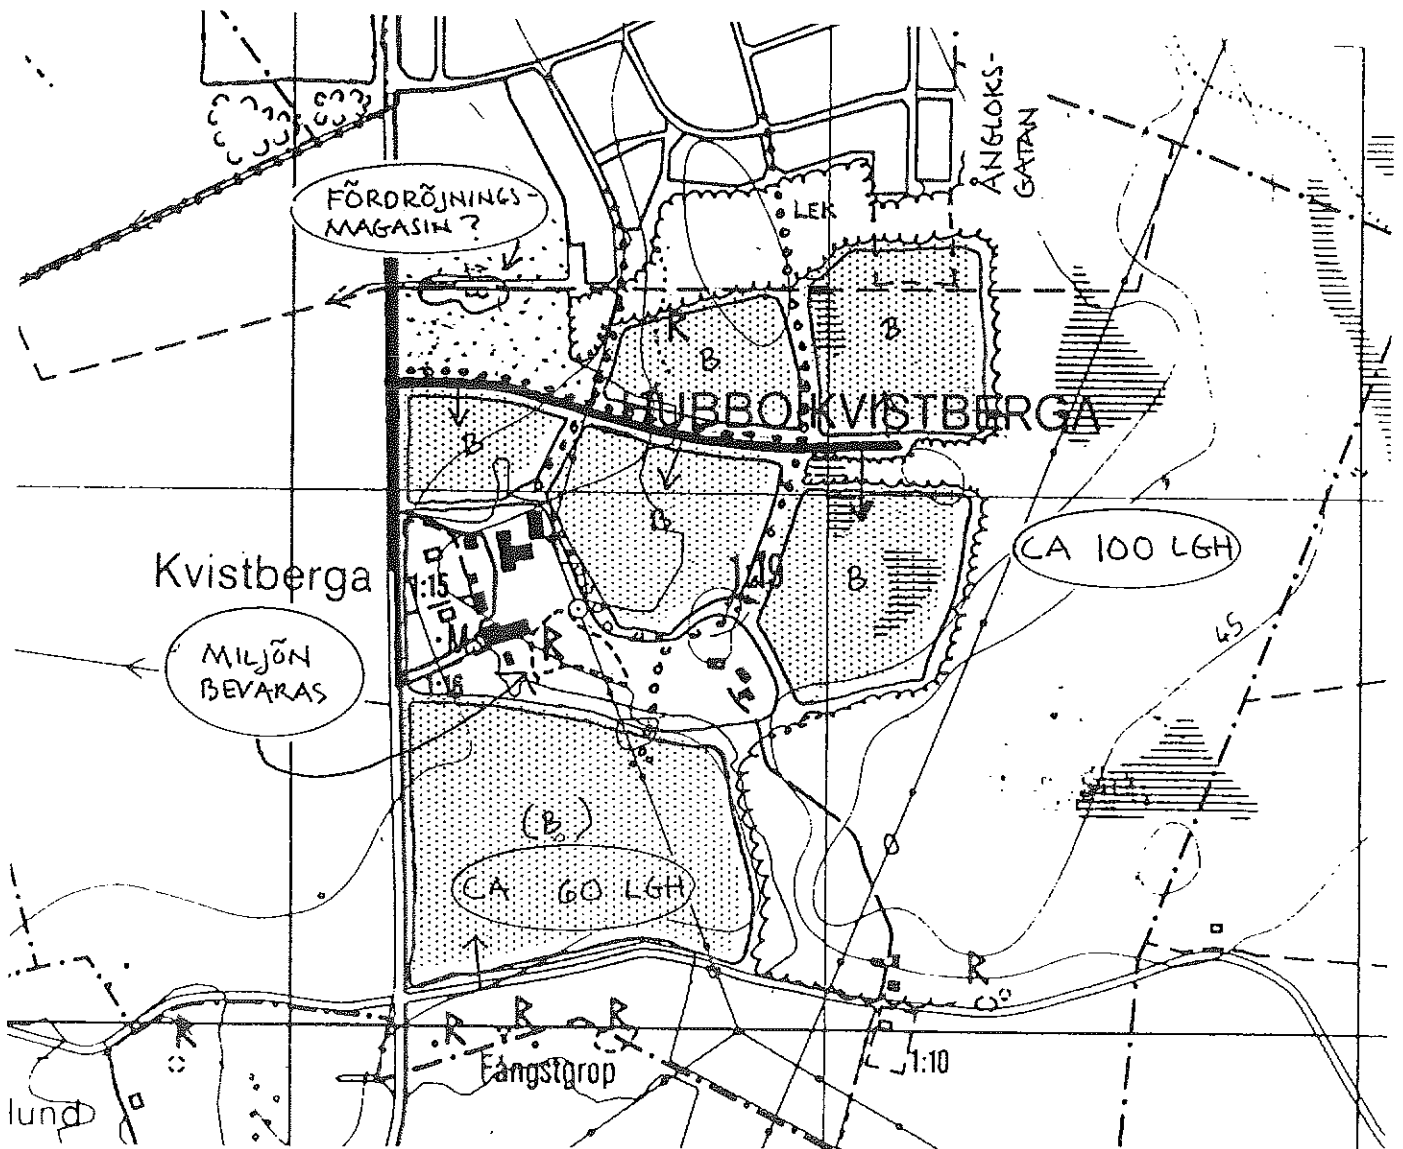 ÄNGLOKS-
GATAN
FÖRDRÖJNINGS-
MAGASIN ?
LEK
R
B
B
HUBBO-KVISTBERGA
B
B
CA 100 LGH
Kvistberga
1:15
1:19
B
MILJÖN
BEVARAS
R
1:16
45
(B)
CA 60 LGH
R
R
R
R
R
Fångstgrop
1:10
lund